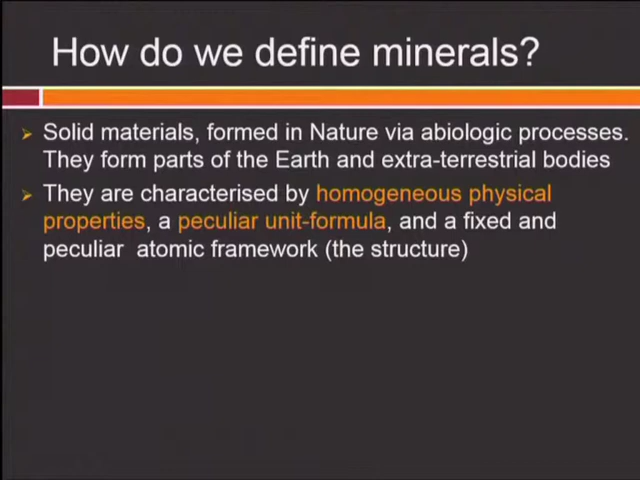 How do we define minerals?
Solid materials, formed in Nature via abiologic processes.
They form parts of the Earth and extra-terrestrial bodies
They are characterised by homogeneous physical
properties, a peculiar unit-formula, and a fixed and
peculiar atomic framework (the structure)